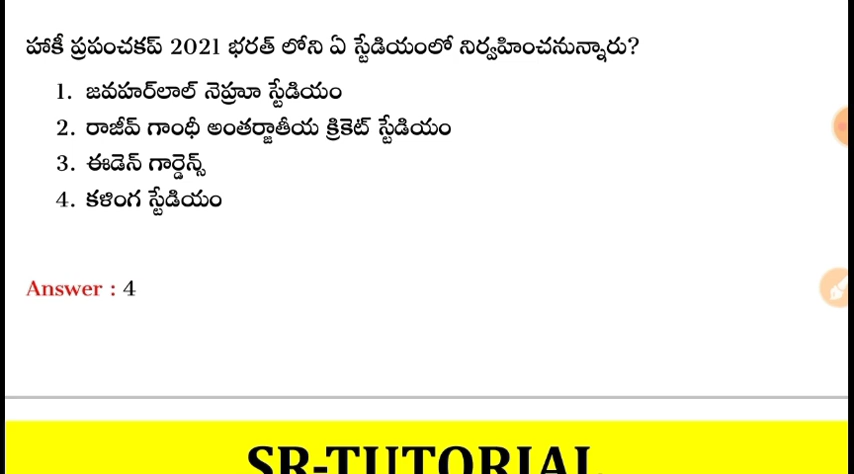 హాకీ ప్రపంచకప్ 2021 భరత్ లోని ఏ స్టేడియంలో నిర్వహించనున్నారు?
1. జవహర్‌లాల్ నెహ్రూ స్టేడియం
2. రాజీవ్ గాంధీ అంతర్జాతీయ క్రికెట్ స్టేడియం
3. ఈడెన్ గార్డెన్స్
4. కళింగ స్టేడియం
Answer : 4
SR-TUTORIAL